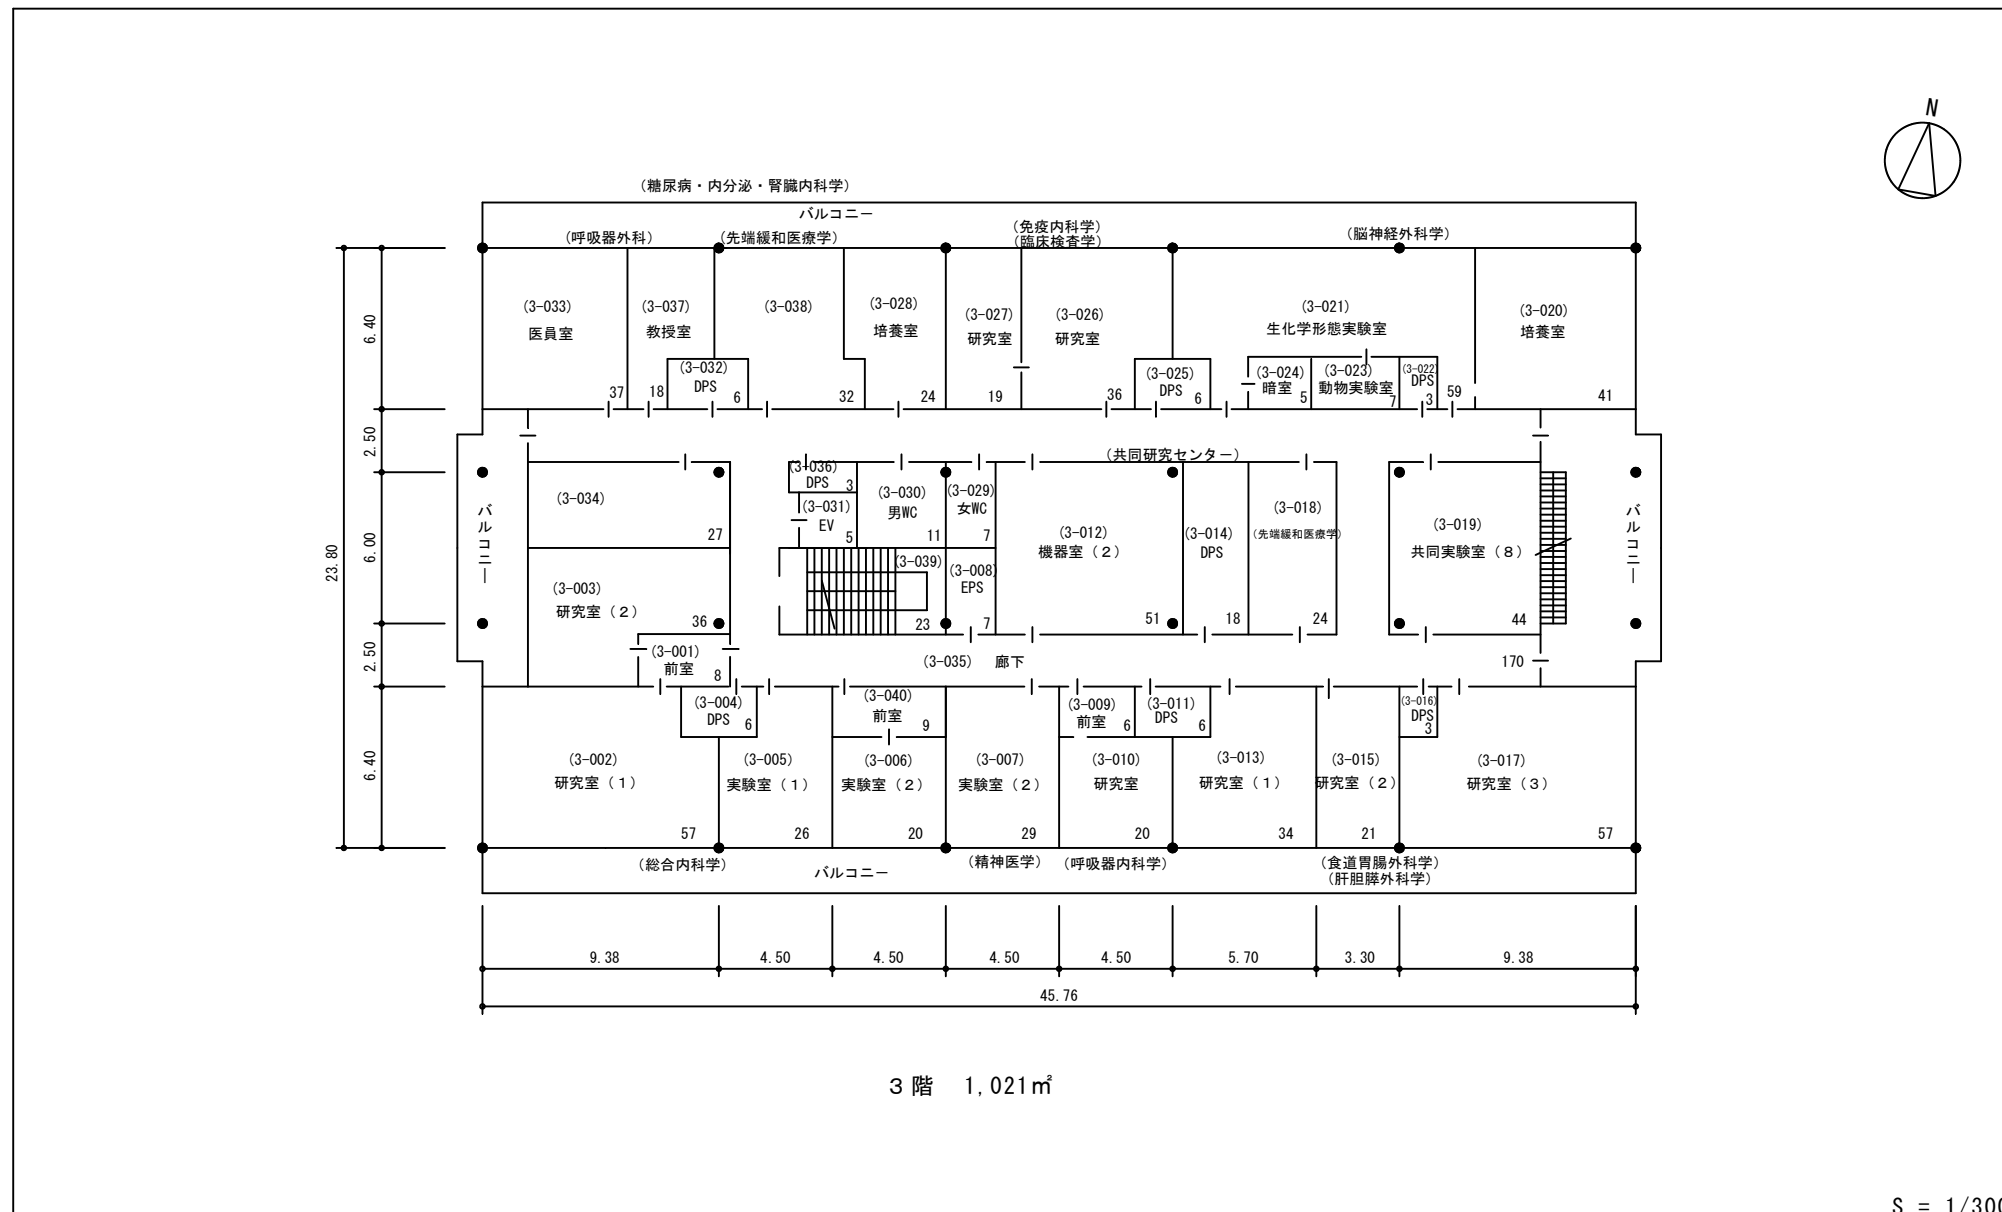 N
（糖尿病・内分泌・腎臓内科学）
バルコニー
（呼吸器外科）
（先端緩和医療学）
（免疫内科学）
（臨床検査学）
（脳神経外科学）
(3-033)
医員室
37
(3-037)
教授室
18
(3-032)
DPS
6
(3-038)
32
(3-028)
培養室
24
(3-027)
研究室
19
(3-026)
研究室
36
(3-025)
DPS
6
(3-021)
生化学形態実験室
59
(3-024)
暗室
5
(3-023)
動物実験室
7
(3-022)
DPS
3
(3-020)
培養室
41
6.40
2.50
6.00
2.50
6.40
23.80
バルコニー
(3-034)
27
(3-003)
研究室（２）
36
(3-001)
前室
8
(3-036)
DPS
3
(3-031)
EV
5
(3-030)
男WC
11
(3-029)
女WC
7
(3-039)
23
(3-008)
EPS
7
（共同研究センター）
(3-012)
機器室（２）
51
(3-014)
DPS
18
(3-018)
（先端緩和医療学）
24
(3-019)
共同実験室（８）
44
バルコニー
(3-035) 廊下
170
(3-002)
研究室（１）
57
(3-004)
DPS
6
(3-005)
実験室（１）
26
(3-040)
前室
9
(3-006)
実験室（２）
20
(3-007)
実験室（２）
29
(3-009)
前室
6
(3-010)
研究室
20
(3-011)
DPS
6
(3-013)
研究室（１）
34
(3-015)
研究室（２）
21
(3-016)
DPS
3
(3-017)
研究室（３）
57
（総合内科学）
バルコニー
（精神医学）
（呼吸器内科学）
（食道胃腸外科学）
（肝胆膵外科学）
9.38
4.50
4.50
4.50
4.50
5.70
3.30
9.38
45.76
３階 1,021㎡
S = 1/300